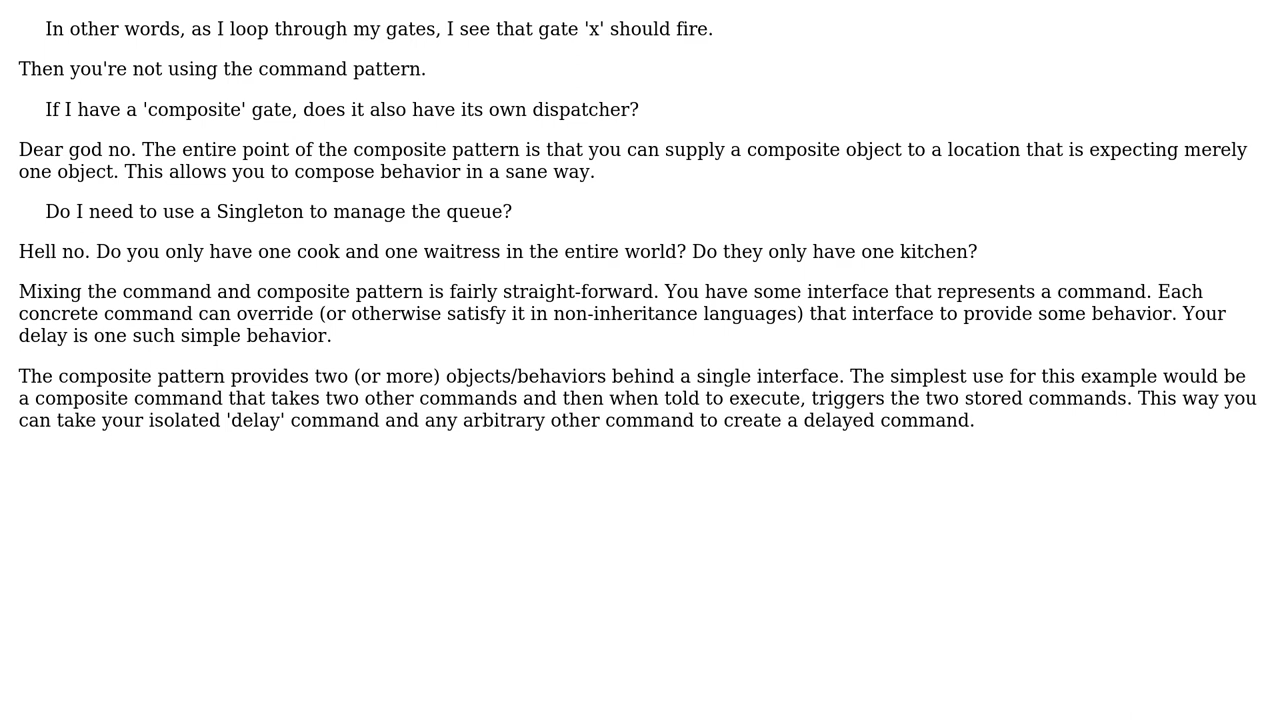 In other words, as I loop through my gates, I see that gate 'x' should fire.
Then you're not using the command pattern.
If I have a 'composite' gate, does it also have its own dispatcher?
Dear god no. The entire point of the composite pattern is that you can supply a composite object to a location that is expecting merely
one object. This allows you to compose behavior in a sane way.
Do I need to use a Singleton to manage the queue?
Hell no. Do you only have one cook and one waitress in the entire world? Do they only have one kitchen?
Mixing the command and composite pattern is fairly straight-forward. You have some interface that represents a command. Each
concrete command can override (or otherwise satisfy it in non-inheritance languages) that interface to provide some behavior. Your
delay is one such simple behavior.
The composite pattern provides two (or more) objects/behaviors behind a single interface. The simplest use for this example would be
a composite command that takes two other commands and then when told to execute, triggers the two stored commands. This way you
can take your isolated 'delay' command and any arbitrary other command to create a delayed command.